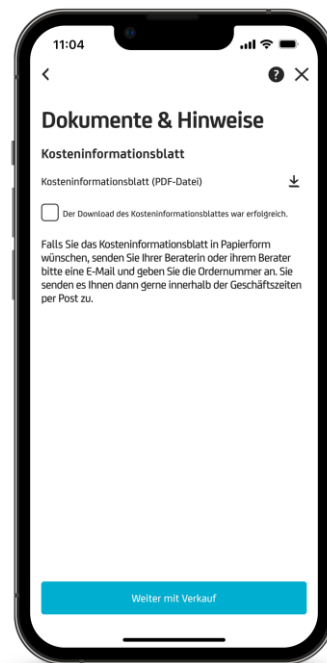 11:04
Dokumente & Hinweise
Kosteninformationsblatt
Kosteninformationsblatt (PDF-Datei)
Der Download des Kosteninformationsblattes war erfolgreich.
Falls Sie das Kosteninformationsblatt in Papierform
wünschen, senden Sie Ihrer Beraterin oder ihrem Berater
bitte eine E-Mail und geben Sie die Ordernummer an. Sie
senden es Ihnen dann gerne innerhalb der Geschäftszeiten
per Post zu.
Weiter mit Verkauf